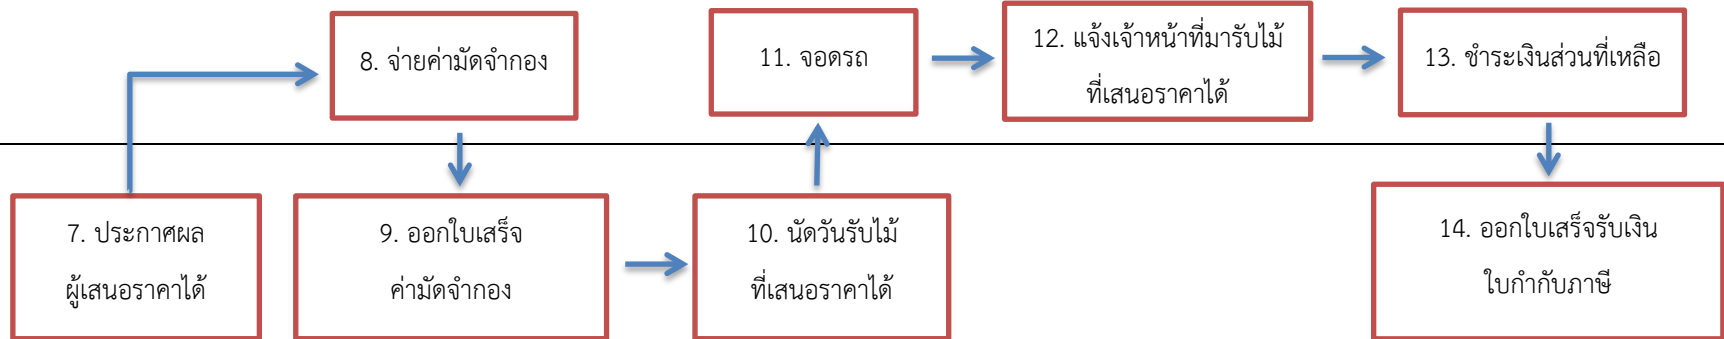 8. จ่ายค่ามัดจำกอง
11. จอดรถ
12. แจ้งเจ้าหน้าที่มารับไม้
ที่เสนอราคาได้
13. ชำระเงินส่วนที่เหลือ
7. ประกาศผล
ผู้เสนอราคาได้
9. ออกใบเสร็จ
ค่ามัดจำกอง
10. นัดวันรับไม้
ที่เสนอราคาได้
14. ออกใบเสร็จรับเงิน
ใบกำกับภาษี